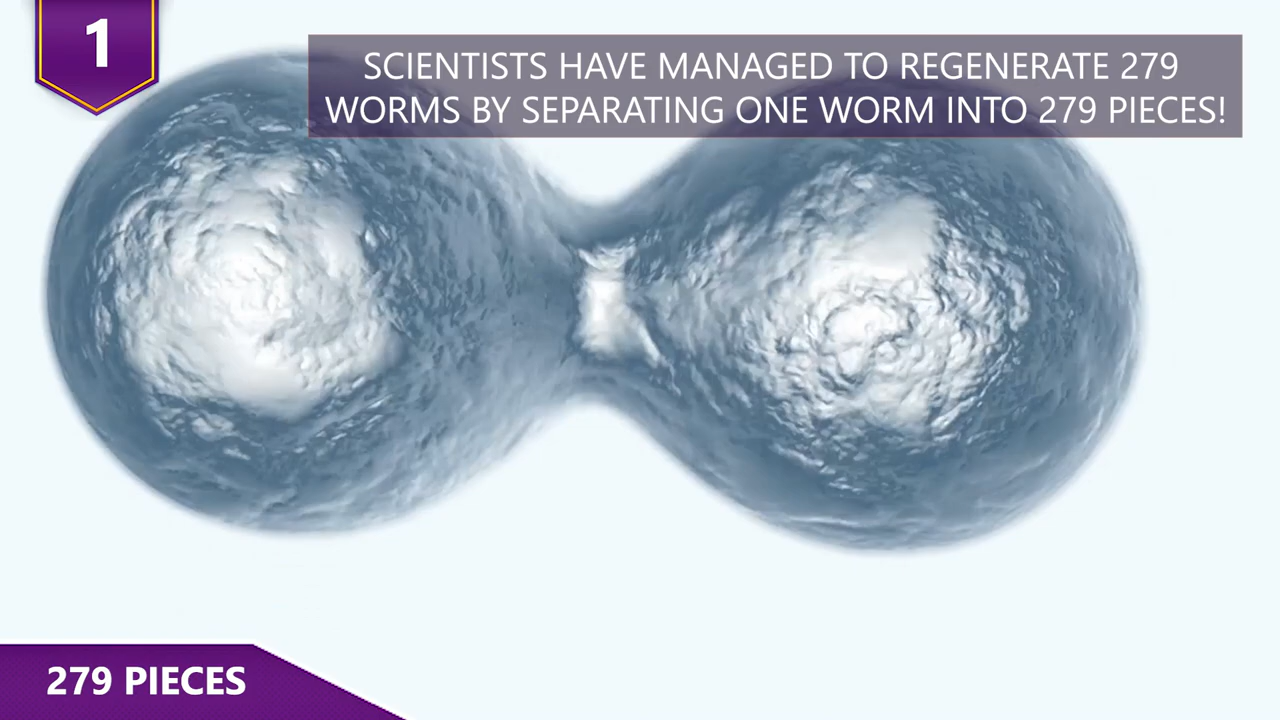 1
SCIENTISTS HAVE MANAGED TO REGENERATE 279
WORMS BY SEPARATING ONE WORM INTO 279 PIECES!
279 PIECES